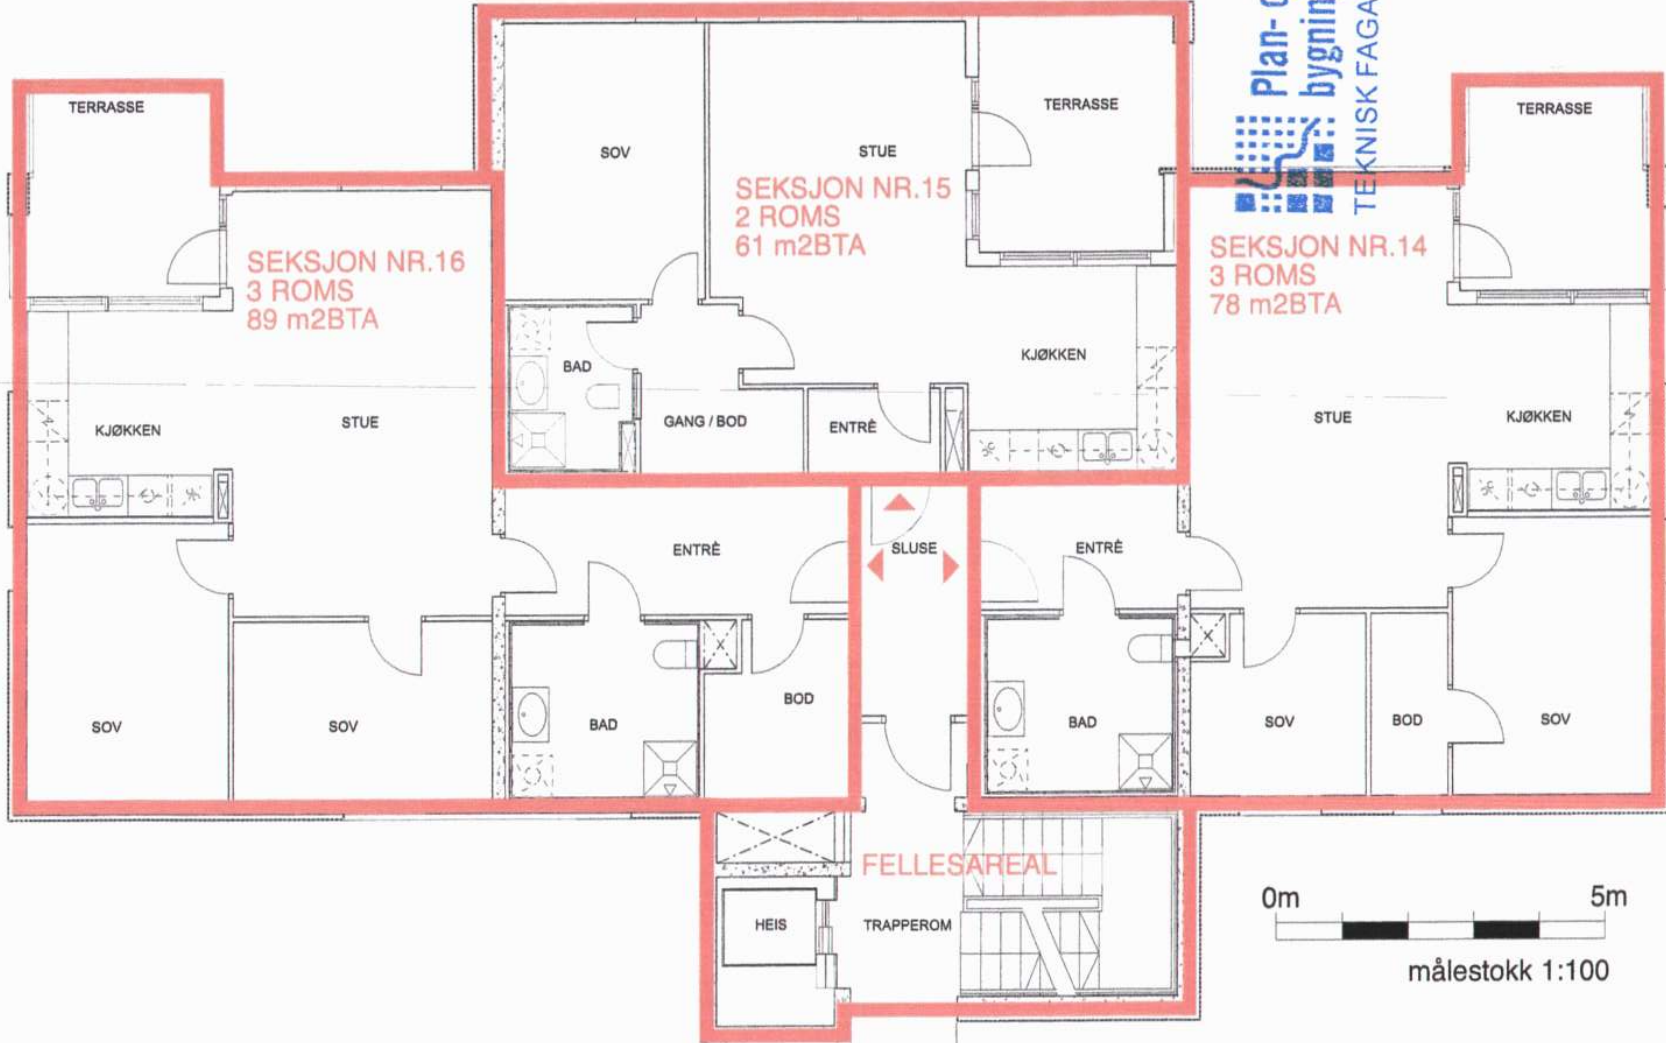 Plan- o
bygnin
TEKNISK FAGA
TERRASSE
SOV
STUE
TERRASSE
TERRASSE
SEKSJON NR.15
2 ROMS
61 m2BTA
SEKSJON NR.16
3 ROMS
89 m2BTA
SEKSJON NR.14
3 ROMS
78 m2BTA
BAD
KJØKKEN
GANG / BOD
ENTRÈ
KJØKKEN
STUE
STUE
KJØKKEN
ENTRÈ
SLUSE
ENTRÈ
SOV
SOV
BAD
BOD
BAD
SOV
BOD
SOV
FELLESAREAL
HEIS
TRAPPEROM
0m 5m
målestokk 1:100